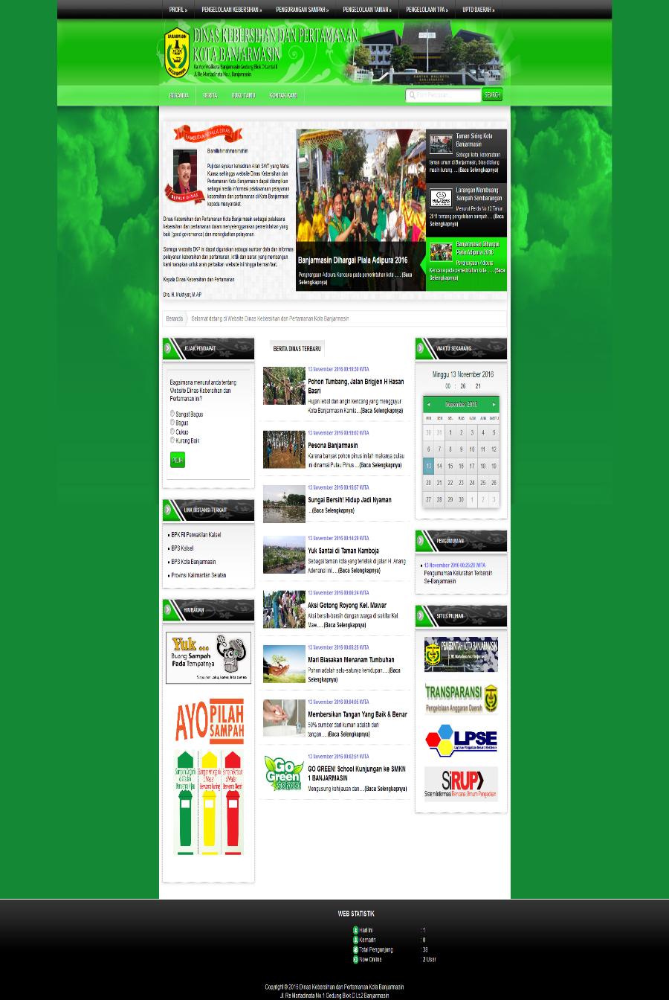 PROFIL »
PENGELOLAAN KEBERSIHAN »
PENGURANGAN SAMPAH »
PENGELOLAAN TAMAN »
PENGELOLAAN TPA »
UPTD DAERAH »
DINAS KEBERSIHAN DAN PERTAMANAN
KOTA BANJARMASIN
Kantor Walikota Banjarmasin Gedung Blok D Lantai II
Jl. Re Martadinata No.1, Banjarmasin
BERANDA
BERITA
BUKU TAMU
KONTAK KAMI
SEARCH
SAMBUTAN KEPALA DINAS
KEPALA DINAS
Bismillahirrahmanirrahim
Puji dan syukur kehadiran Allah SWT yang Maha
Kuasa sehingga website Dinas Kebersihan dan
Pertamanan Kota Banjarmasin dapat ditampilkan
sebagai media informasi pelaksanaan pelayanan
kebersihan dan pertamanan di Kota Banjarmasin
kepada masyarakat.
Dinas Kebersihan dan Pertamanan Kota Banjarmasin sebagai pelaksana
kebersihan dan pertamanan dalam menyelenggarakan pemerintahan yang
baik (good governance) dan meningkatkan pelayanan.
Semoga website DKP ini dapat digunakan sebagai sumber data dan informasi
pelayanan kebersihan dan pertamanan, kritik dan saran yang membangun
kami harapkan untuk arah perbaikan website ini hingga bermanfaat.
Kepala Dinas Kebersihan dan Pertamanan
Drs. H. Mukhyar, M.AP
Banjarmasin Dihargai Piala Adipura 2016
Penghargaan Adipura Kencana pada pemerintahan kota ......(Baca
Selengkapnya)
Taman Siring Kota
Banjarmasin
Sebagai kota, keberadaan
taman umum di Banjarmasin, bisa dibilang
masih kurang. ... (Baca Selengkapnya)
Larangan Membuang
Sampah Sembarangan
Menurut Perda No.12 Tahun
2011 tentang pengelolaan sampah.... (Baca
Selengkapnya)
Banjarmasin Dihargai
Piala Adipura 2016
Penghargaan Adipura
Kencana pada pemerintahan kota ......(Baca
Selengkapnya)
Beranda
Selamat datang di Website Dinas Kebersihan dan Pertamanan Kota Banjarmasin
JEJAK PENDAPAT
Bagaimana menurut anda tentang
Website Dinas Kebersihan dan
Pertamanan ini?
Sangat Bagus
Bagus
Cukup
Kurang Baik
PILIH
LINK INSTANSI TERKAIT
BPK RI Perwakilan Kalsel
BPS Kalsel
BPS Kota Banjarmasin
Provinsi Kalimantan Selatan
HIMBAUAN
Yuk ...
Buang Sampah
Pada Tempatnya
Siapa lagi... aku, kamu, kita semua
AYO PILAH
SAMPAH
BERITA DINAS TERBARU
13 November 2016 00:19:30 WITA
Pohon Tumbang, Jalan Brigjen H Hasan
Basri
Hujan lebat dan angin kencang yang mengguyur
Kota Banjarmasin Kamis....(Baca Selengkapnya)
13 November 2016 00:19:02 WITA
Pesona Banjarmasin
Karena banyak pohon pinus inilah makanya pulau
ini dinamai Pulau Pinus....(Baca Selengkapnya)
13 November 2016 00:15:57 WITA
Sungai Bersih! Hidup Jadi Nyaman
...(Baca Selengkapnya)
13 November 2016 00:14:29 WITA
Yuk Santai di Taman Kamboja
Sebagai taman kota yang terletak di jalan H. Anang
Adenansi ini.....(Baca Selengkapnya)
13 November 2016 00:06:24 WITA
Aksi Gotong Royong Kel. Mawar
Aksi bersih-bersih dengan warga di sekitar Kel
Maw......(Baca Selengkapnya)
13 November 2016 00:05:25 WITA
Mari Biasakan Menanam Tumbuhan
Pohon adalah satu-satunya kehidupan.....(Baca
Selengkapnya)
13 November 2016 00:04:05 WITA
Membersikan Tangan Yang Baik & Benar
50% sumber dari kuman adalah dari
tangan.....(Baca Selengkapnya)
13 November 2016 00:02:51 WITA
GO GREEN! School Kunjungan ke SMKN
1 BANJARMASIN
Mengusung kehijauan dan ...(Baca Selengkapnya)
Go
Green
school
WAKTU SEKARANG
Minggu 13 November 2016
00 : 26 : 21
Nopember 2016
MIN SEN SEL RAB KAM JUM SABTU
30 31 1 2 3 4 5
6 7 8 9 10 11 12
13 14 15 16 17 18 19
20 21 22 23 24 25 26
27 28 29 30 1 2 3
PENGUMUMAN
13 November 2016 00:25:28 WITA
Pengumuman Kelurahan Terbersih
Se-Banjarmasin
SITUS PILIHAN
PEMERINTAH KOTA BANJARMASIN
TRANSPARANSI
Pengelolaan Anggaran Daerah
LPSE
Layanan Pengadaan Secara Elektronik
SiRUP
Sistem Informasi Rencana Umum Pengadaan
WEB STATISTIK
Hari Ini : 1
Kemarin : 0
Total Pengunjung : 38
Now Online : 2 User
Copyright © 2016 Dinas Kebersihan dan Pertamanan Kota Banjarmasin
Jl. Re Martadinata No 1 Gedung Blok D Lt.2 Banjarmasin